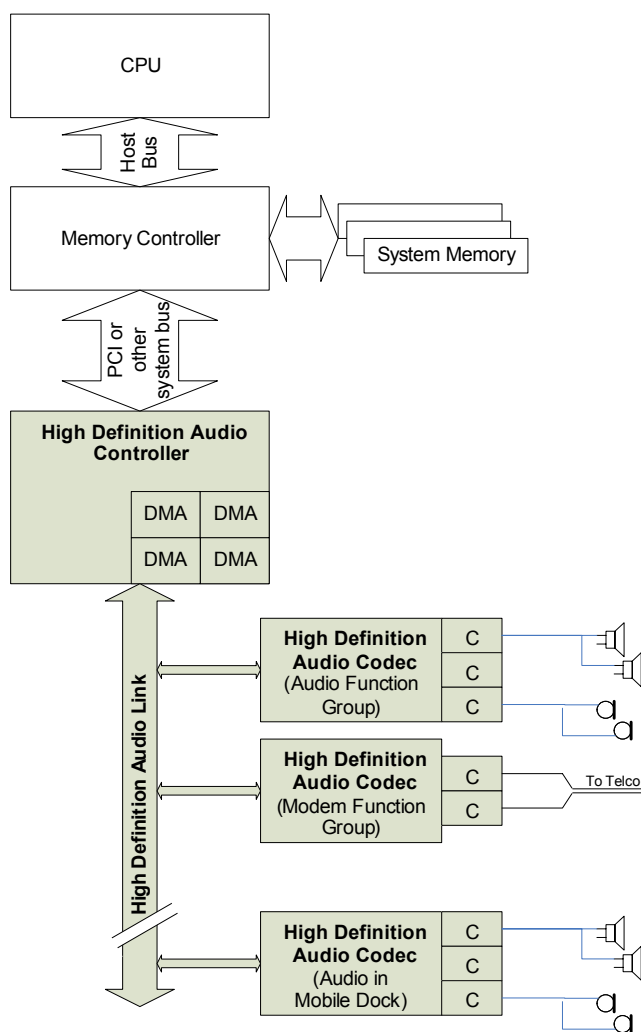 CPU
Host
Bus
Memory Controller
System Memory
PCI or
other
system bus
High Definition Audio
Controller
DMA DMA
DMA DMA
High Definition Audio Link
High Definition
Audio Codec
(Audio Function
Group)
C
C
C
High Definition
Audio Codec
(Modem Function
Group)
C
C
To Telco
High Definition
Audio Codec
(Audio in
Mobile Dock)
C
C
C